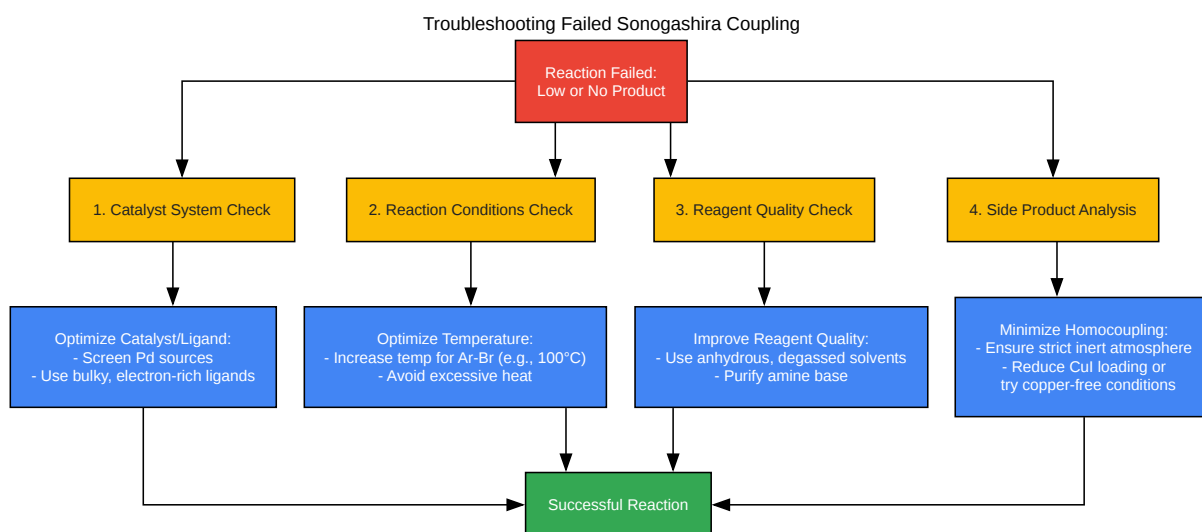 Troubleshooting Failed Sonogashira Coupling
Reaction Failed:
Low or No Product
1. Catalyst System Check
2. Reaction Conditions Check
3. Reagent Quality Check
4. Side Product Analysis
Optimize Catalyst/Ligand:
- Screen Pd sources
- Use bulky, electron-rich ligands
Optimize Temperature:
- Increase temp for Ar-Br (e.g., 100°C)
- Avoid excessive heat
Improve Reagent Quality:
- Use anhydrous, degassed solvents
- Purify amine base
Minimize Homocoupling:
- Ensure strict inert atmosphere
- Reduce CuI loading or
try copper-free conditions
Successful Reaction